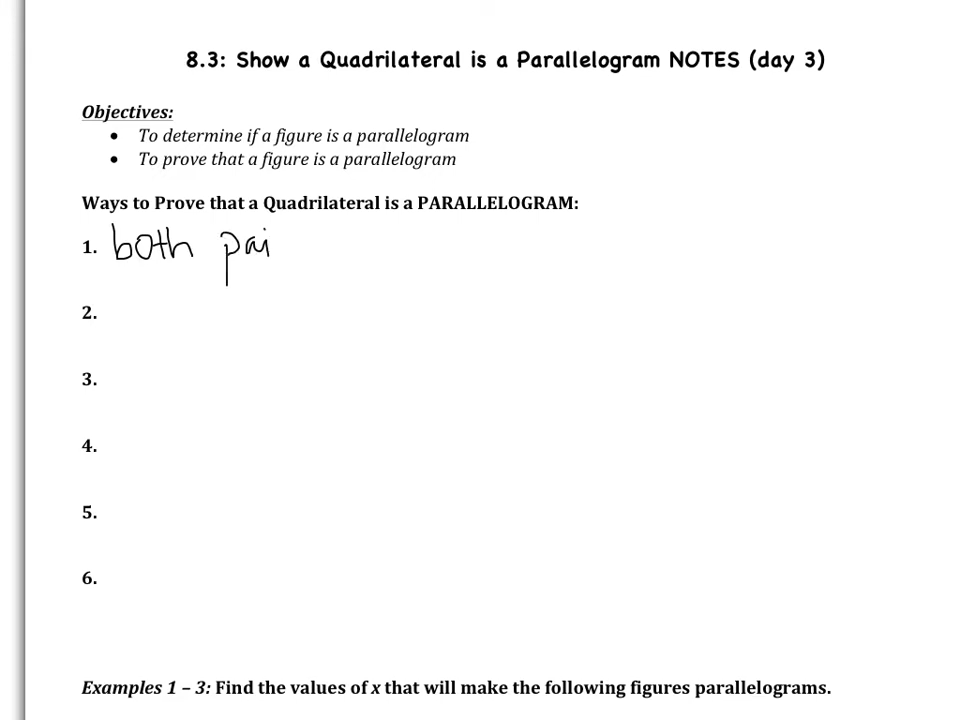 8.3: Show a Quadrilateral is a Parallelogram NOTES (day 3)
Objectives:
• To determine if a figure is a parallelogram
• To prove that a figure is a parallelogram
Ways to Prove that a Quadrilateral is a PARALLELOGRAM:
1. both pai
2.
3.
4.
5.
6.
Examples 1 – 3: Find the values of x that will make the following figures parallelograms.